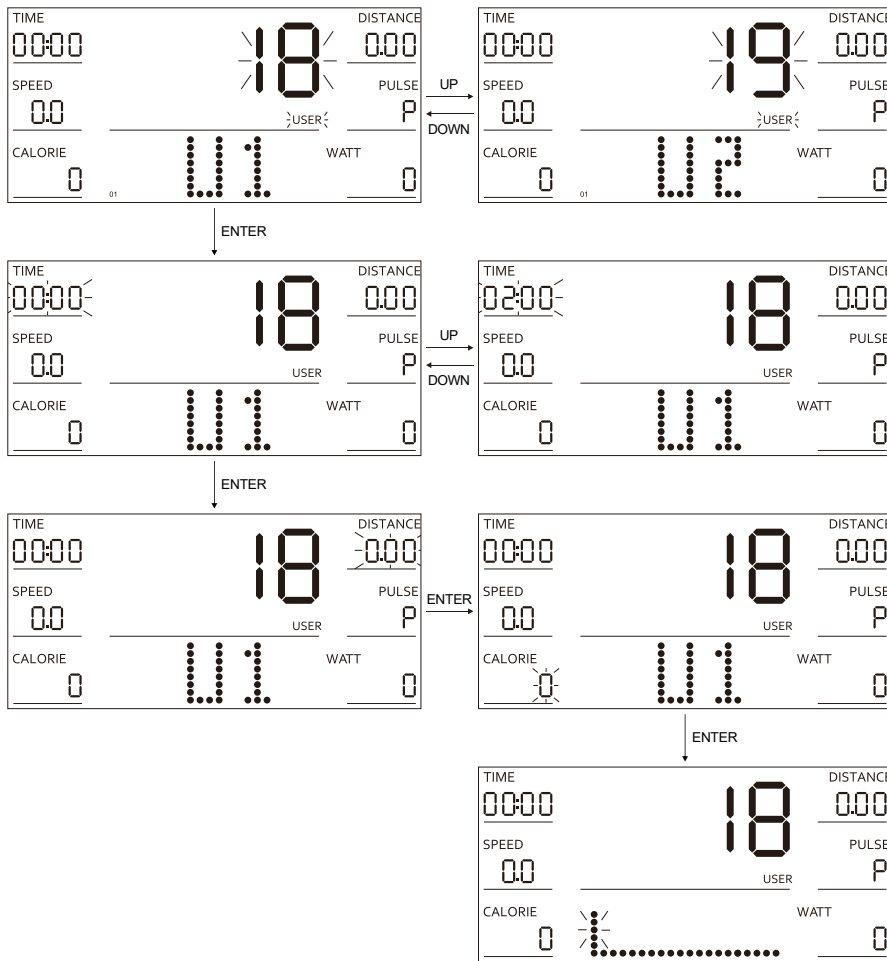 TIME
DISTANCE
00:00
18
0.00
SPEED
PULSE
0.0
USER
P
CALORIE
U1
WATT
0
01
0
UP
DOWN
TIME
DISTANCE
00:00
19
0.00
SPEED
PULSE
0.0
USER
P
CALORIE
U2
WATT
0
01
0
ENTER
TIME
DISTANCE
00:00
18
0.00
SPEED
PULSE
0.0
USER
P
CALORIE
U1
WATT
0
0
UP
DOWN
TIME
DISTANCE
02:00
18
0.00
SPEED
PULSE
0.0
USER
P
CALORIE
U1
WATT
0
0
ENTER
TIME
DISTANCE
00:00
18
0.00
SPEED
PULSE
0.0
USER
P
CALORIE
U1
WATT
0
0
ENTER
TIME
DISTANCE
00:00
18
0.00
SPEED
PULSE
0.0
USER
P
CALORIE
U1
WATT
0
0
ENTER
TIME
DISTANCE
00:00
18
0.00
SPEED
PULSE
0.0
USER
P
CALORIE
WATT
0
0